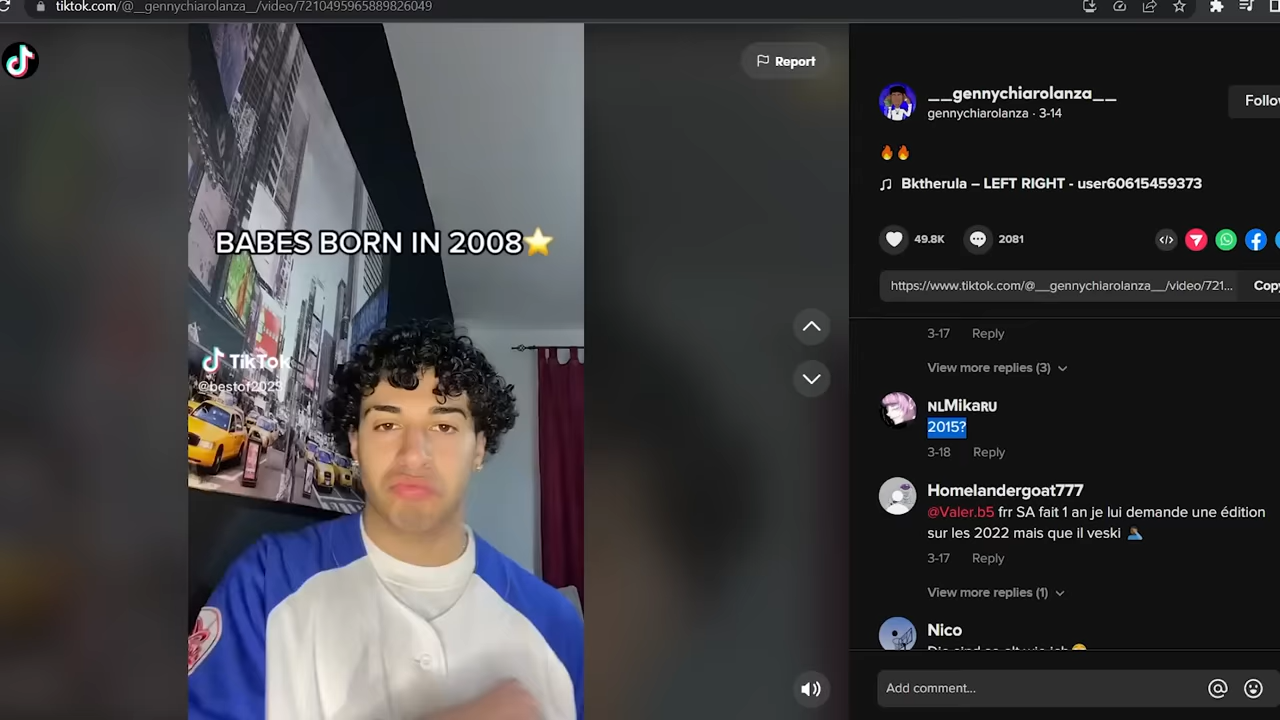 tiktok.com/@__gennychiarolanza__/video/7210495965889826049
Report
BABES BORN IN 2008⭐
TikTok
@bestof2023
__gennychiarolanza__
gennychiarolanza · 3-14
🔥🔥
Bktherula – LEFT RIGHT - user60615459373
49.8K
2081
https://www.tiktok.com/@__gennychiarolanza__/video/721...
Copy
3-17 Reply
View more replies (3)
ɴʟMikaʀᴜ
2015?
3-18 Reply
Homelandergoat777
@Valer.b5 frr SA fait 1 an je lui demande une édition
sur les 2022 mais que il veski 🤦🏽‍♂️
3-17 Reply
View more replies (1)
Nico
Add comment...